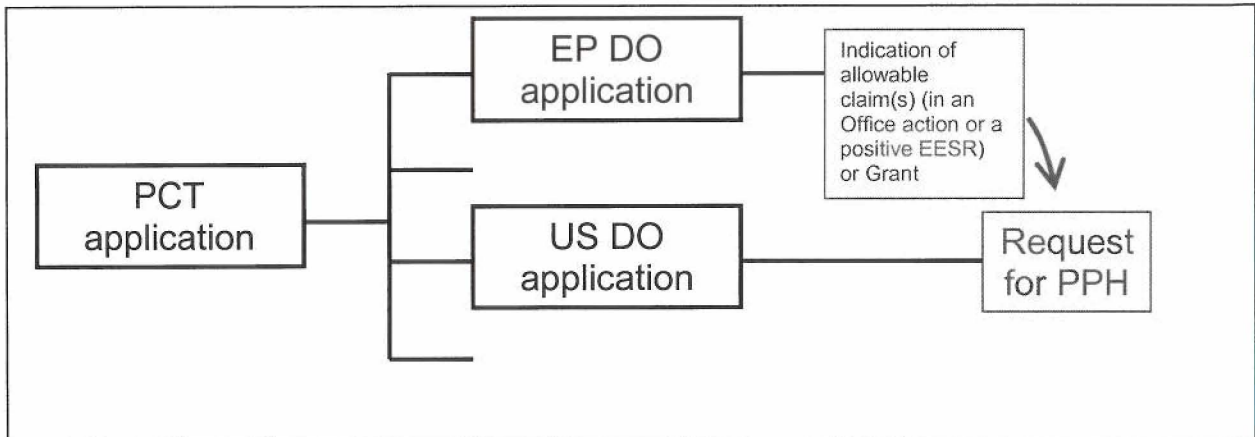 EP DO
application
Indication of
allowable
claim(s) (in an
Office action or a
positive EESR)
or Grant
PCT
application
US DO
application
Request
for PPH